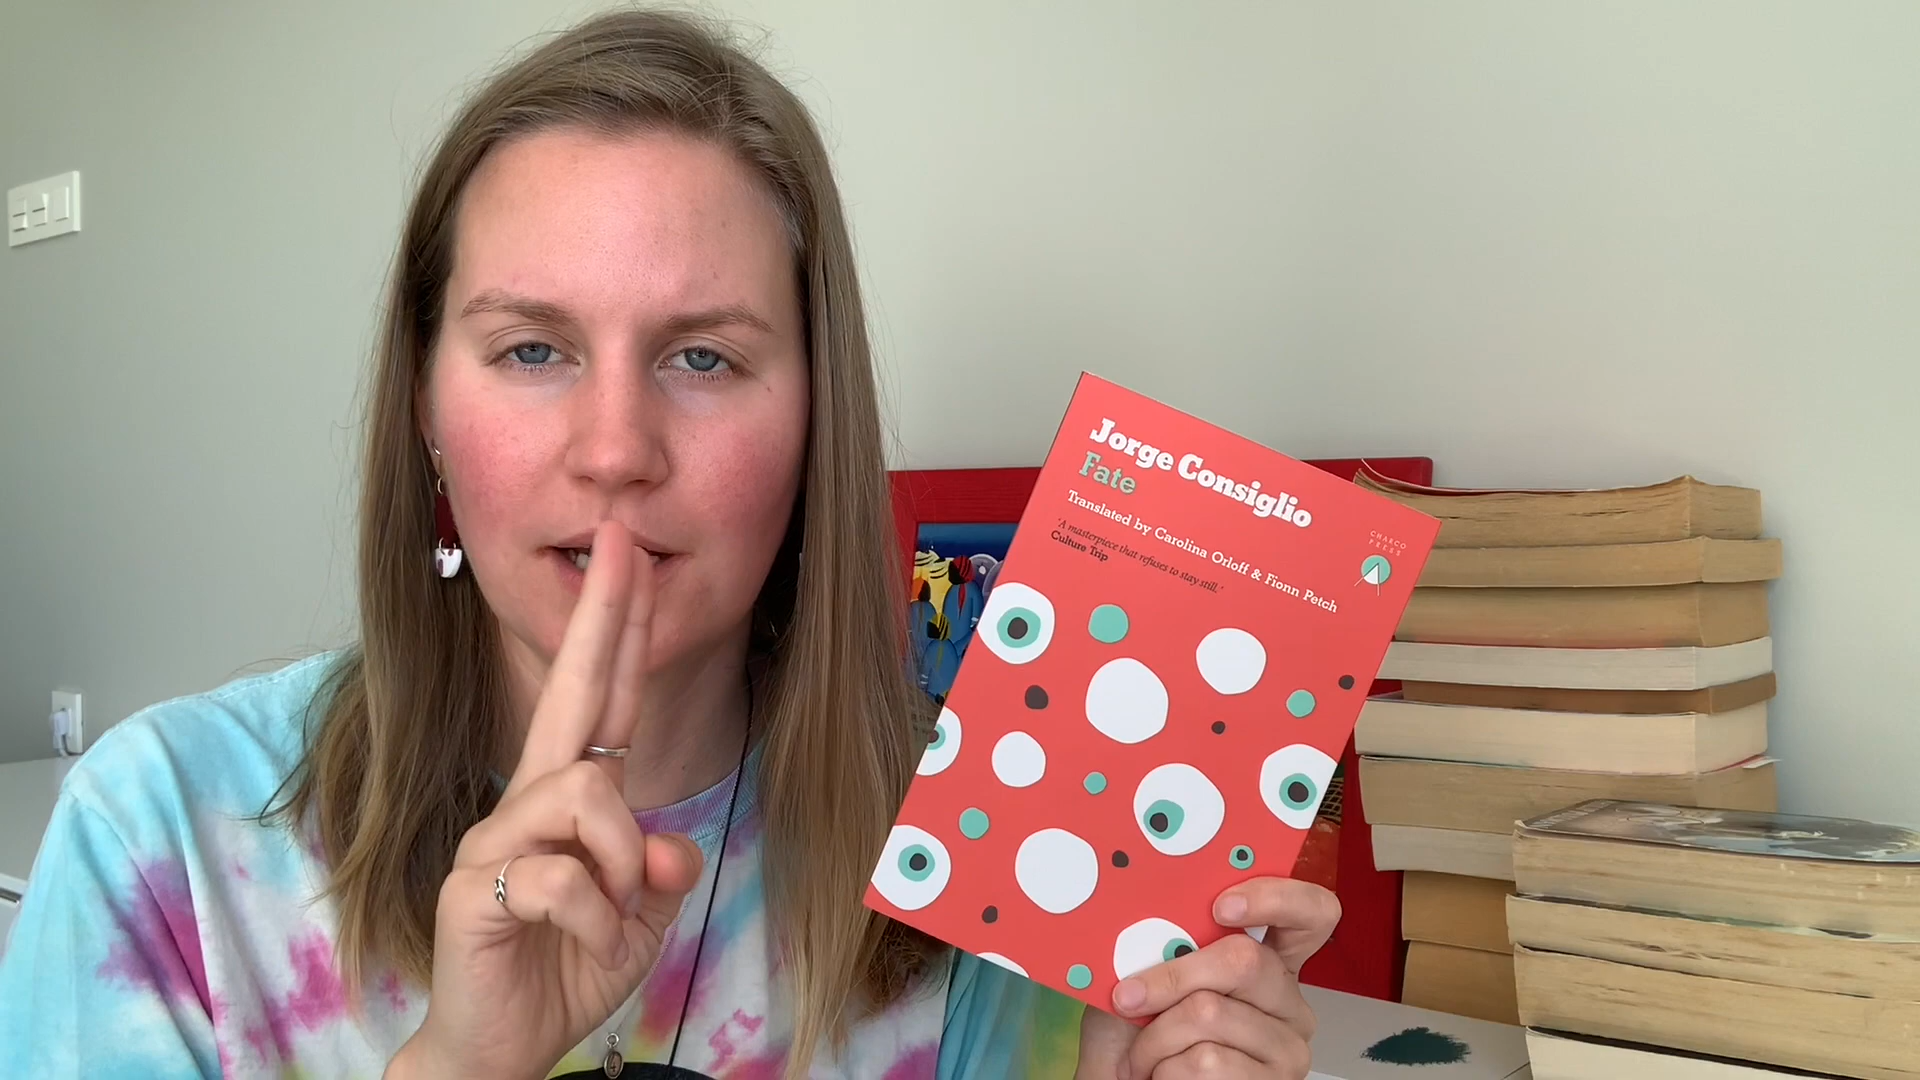 Jorge Consiglio
Fate
Translated by Carolina Orloff & Fionn Petch
'A masterpiece that refuses to stay still.'
Culture Trip
CHARCO
PRESS